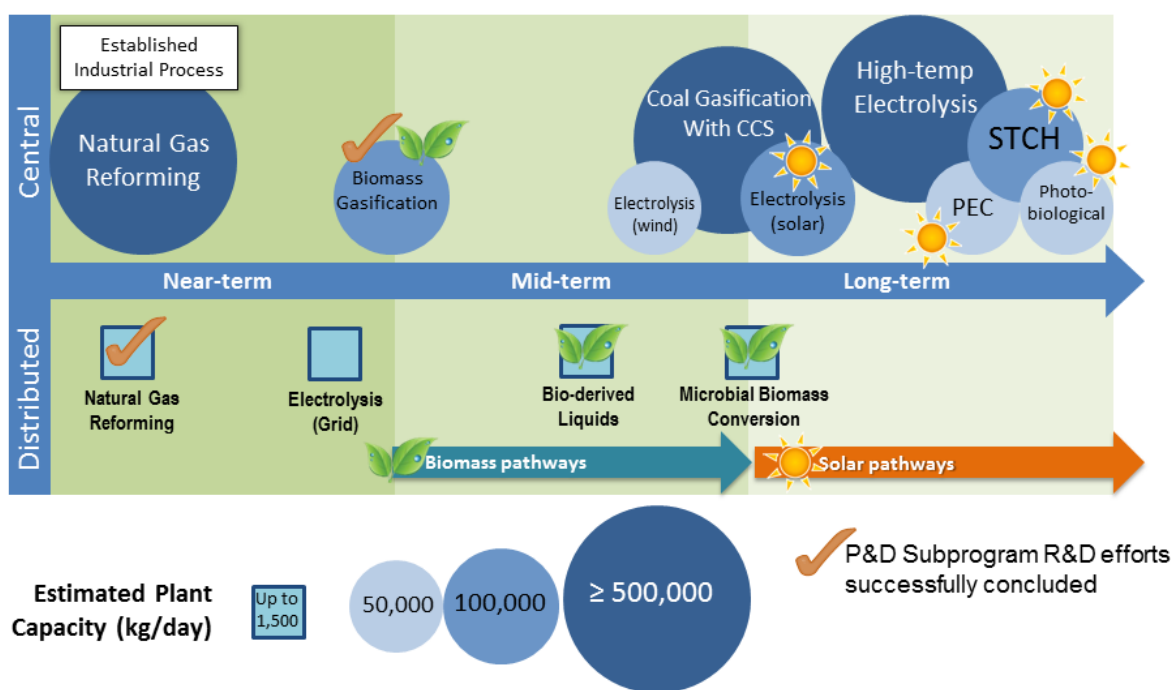 Central
Established
Industrial Process
Natural Gas
Reforming
Biomass
Gasification
Coal Gasification
With CCS
Electrolysis
(wind)
Electrolysis
(solar)
High-temp
Electrolysis
STCH
PEC
Photo-
biological
Near-term
Mid-term
Long-term
Distributed
Natural Gas
Reforming
Electrolysis
(Grid)
Bio-derived
Liquids
Microbial Biomass
Conversion
Biomass pathways
Solar pathways
Estimated Plant
Capacity (kg/day)
Up to
1,500
50,000
100,000
≥ 500,000
P&D Subprogram R&D efforts
successfully concluded